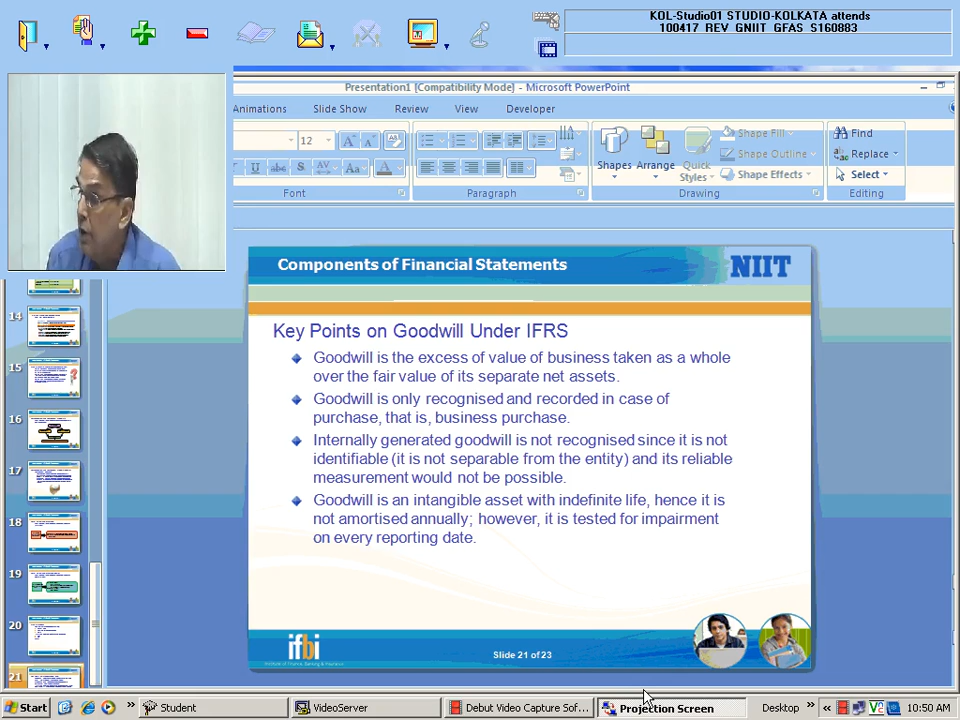 KOL-Studio01 STUDIO-KOLKATA attends
100417_REV_GNIIT_GFAS_S160883
Presentation1 [Compatibility Mode] - Microsoft PowerPoint
Animations Slide Show Review View Developer
12
Aa
Shapes Arrange Quick Styles
Shape Fill
Shape Outline
Shape Effects
Find
Replace
Select
Font Paragraph Drawing Editing
Components of Financial Statements
NIIT
Key Points on Goodwill Under IFRS
Goodwill is the excess of value of business taken as a whole
over the fair value of its separate net assets.
Goodwill is only recognised and recorded in case of
purchase, that is, business purchase.
Internally generated goodwill is not recognised since it is not
identifiable (it is not separable from the entity) and its reliable
measurement would not be possible.
Goodwill is an intangible asset with indefinite life, hence it is
not amortised annually; however, it is tested for impairment
on every reporting date.
ifbi
Institute of Finance, Banking & Insurance
Slide 21 of 23
14
15
16
17
18
19
20
21
Start
Student
VideoServer
Debut Video Capture Sof...
Projection Screen
Desktop
10:50 AM